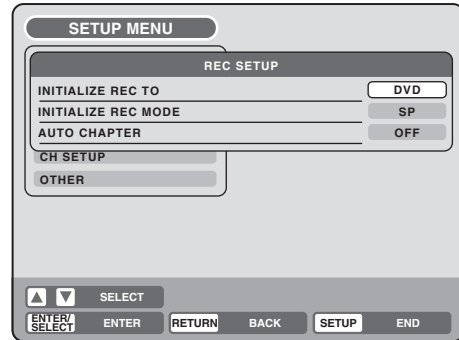 SETUP MENU
REC SETUP
INITIALIZE REC TO DVD
INITIALIZE REC MODE SP
AUTO CHAPTER OFF
CH SETUP
OTHER
▲ ▼ SELECT
ENTER/SELECT ENTER RETURN BACK SETUP END